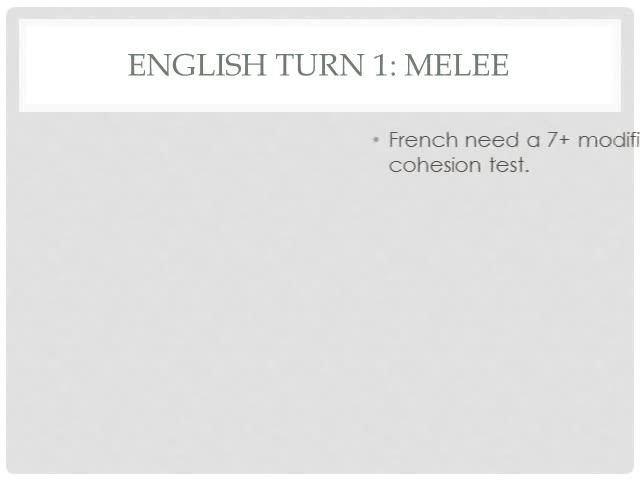 ENGLISH TURN 1: MELEE
• French need a 7+ modifi
cohesion test.